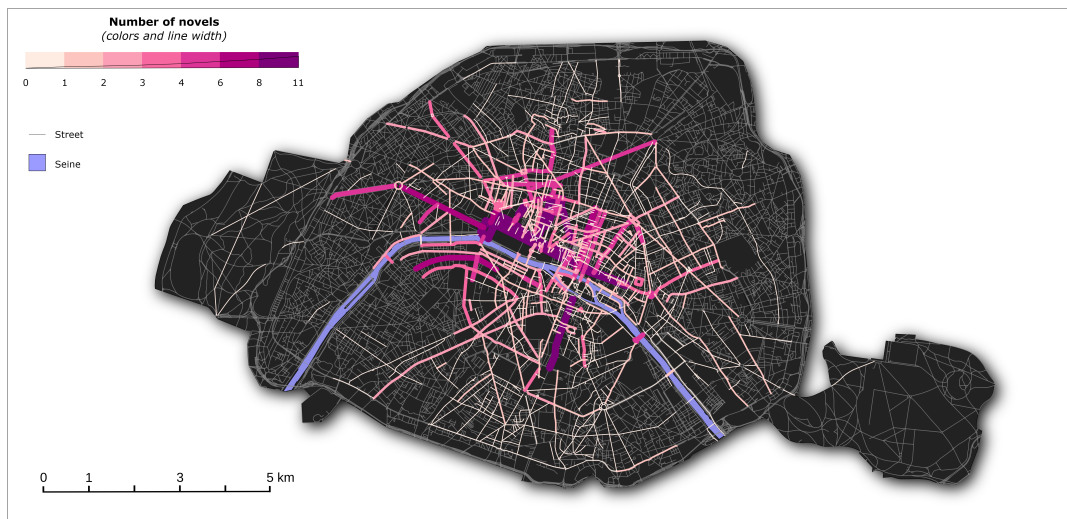 Number of novels
(colors and line width)
0 1 2 3 4 6 8 11
Street
Seine
0 1 3 5 km